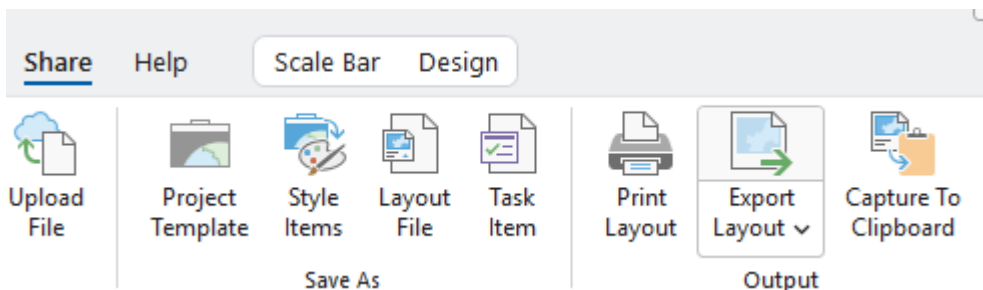 Share Help Scale Bar Design
Upload Project Style Layout Task Print Export Capture To
File Template Items File Item Layout Layout Clipboard
Save As Output